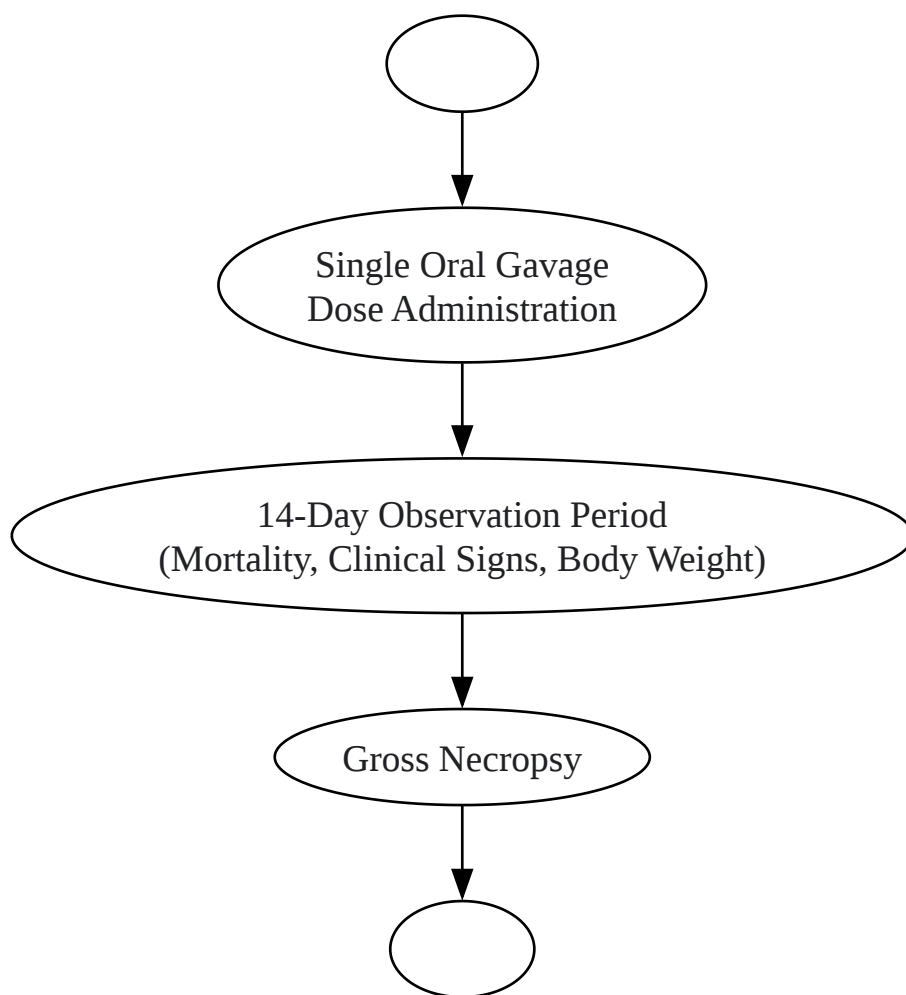 Single Oral Gavage
Dose Administration
14-Day Observation Period
(Mortality, Clinical Signs, Body Weight)
Gross Necropsy